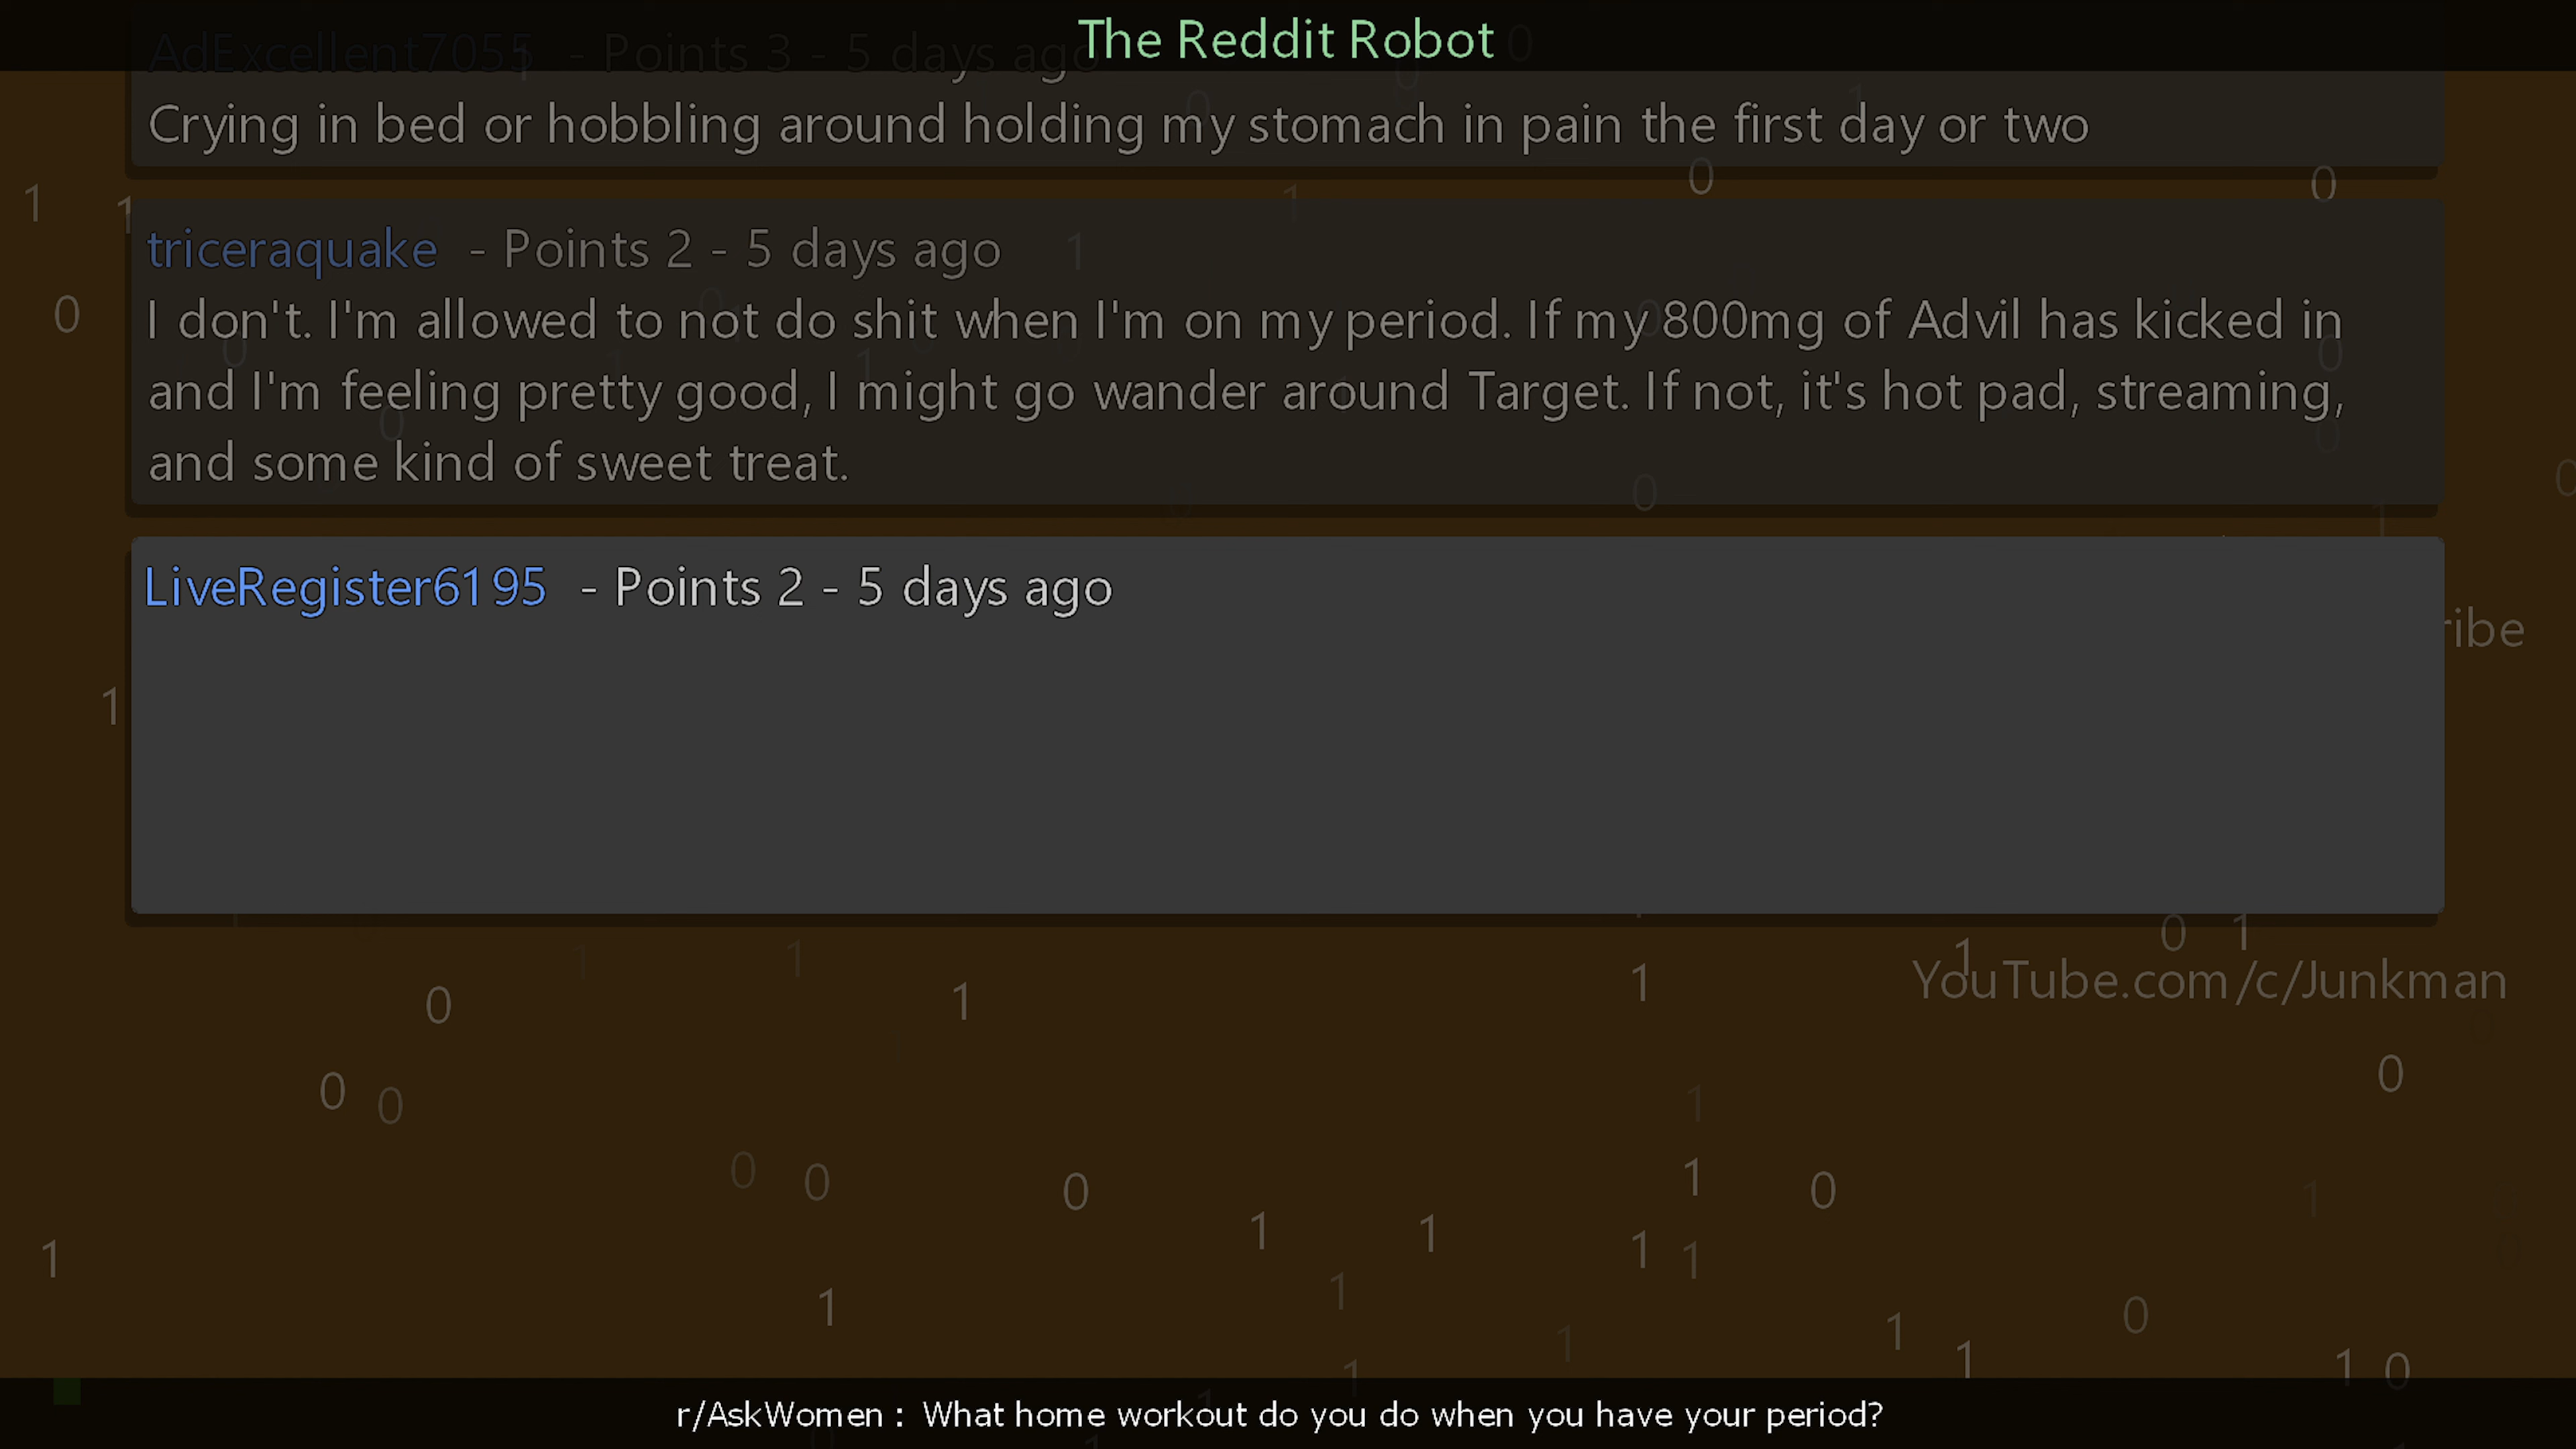 The Reddit Robot
AdExcellent7055 - Points 3 - 5 days ago
Crying in bed or hobbling around holding my stomach in pain the first day or two
triceraquake - Points 2 - 5 days ago
I don't. I'm allowed to not do shit when I'm on my period. If my 800mg of Advil has kicked in
and I'm feeling pretty good, I might go wander around Target. If not, it's hot pad, streaming,
and some kind of sweet treat.
LiveRegister6195 - Points 2 - 5 days ago
ribe
YouTube.com/c/Junkman
r/AskWomen : What home workout do you do when you have your period?